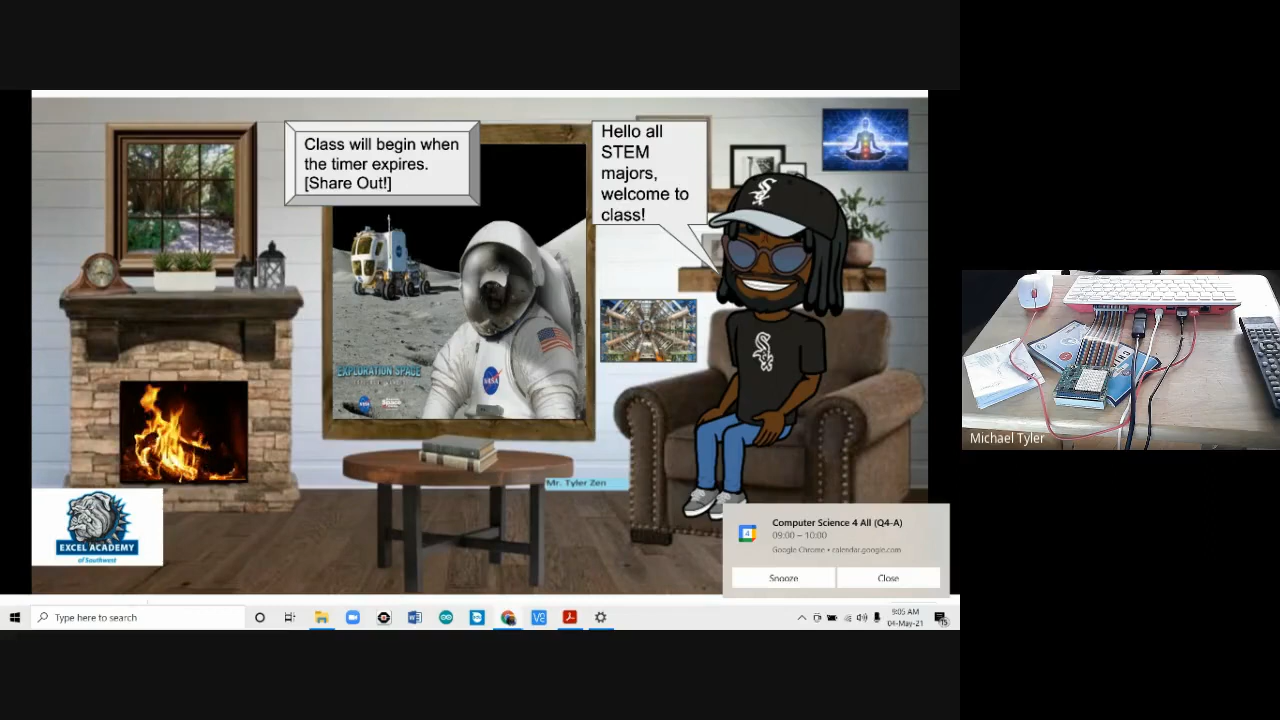 Class will begin when
the timer expires.
[Share Out!]
Hello all
STEM
majors,
welcome to
class!
EXPLORATION SPACE
NASA
Mr. Tyler Zen
EXCEL ACADEMY
of Southwest
4
Computer Science 4 All (Q4-A)
09:00 – 10:00
Google Chrome • calendar.google.com
Snooze
Close
Type here to search
9:05 AM
04-May-21
15
Michael Tyler